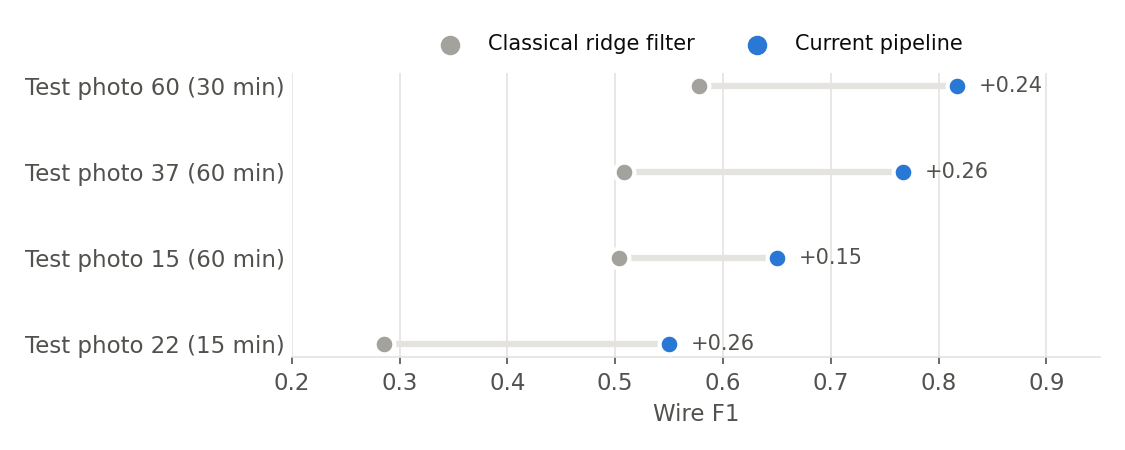 Classical ridge filter Current pipeline
Test photo 60 (30 min) +0.24
Test photo 37 (60 min) +0.26
Test photo 15 (60 min) +0.15
Test photo 22 (15 min) +0.26
0.2 0.3 0.4 0.5 0.6 0.7 0.8 0.9
Wire F1